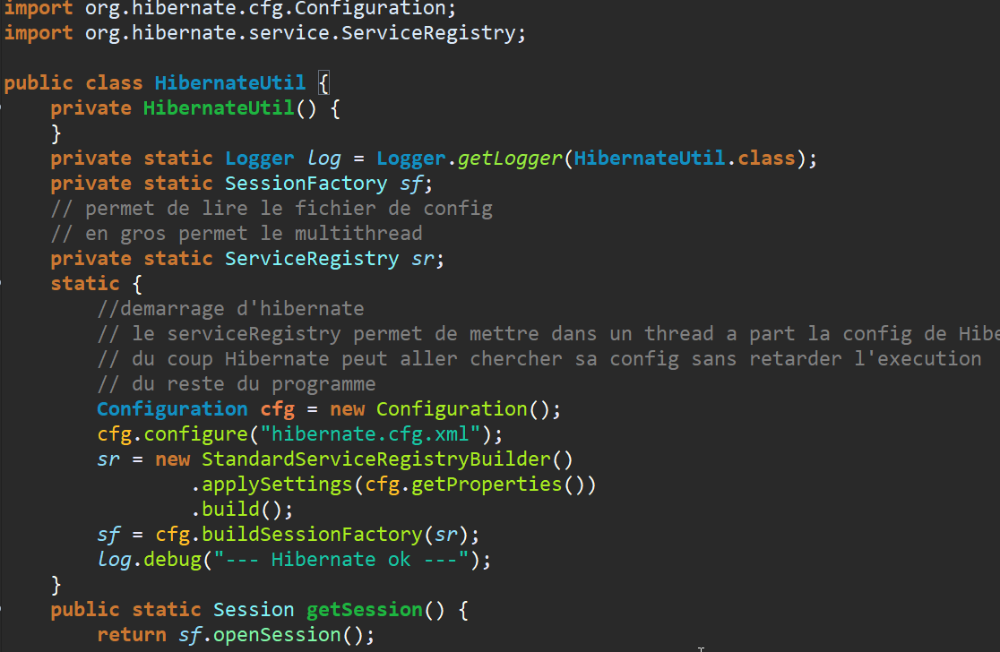 import org.hibernate.cfg.Configuration;
import org.hibernate.service.ServiceRegistry;
public class HibernateUtil {
private HibernateUtil() {
}
private static Logger log = Logger.getLogger(HibernateUtil.class);
private static SessionFactory sf;
// permet de lire le fichier de config
// en gros permet le multithread
private static ServiceRegistry sr;
static {
//demarrage d'hibernate
// le serviceRegistry permet de mettre dans un thread a part la config de Hibe
// du coup Hibernate peut aller chercher sa config sans retarder l'execution
// du reste du programme
Configuration cfg = new Configuration();
cfg.configure("hibernate.cfg.xml");
sr = new StandardServiceRegistryBuilder()
.applySettings(cfg.getProperties())
.build();
sf = cfg.buildSessionFactory(sr);
log.debug("--- Hibernate ok ---");
}
public static Session getSession() {
return sf.openSession();